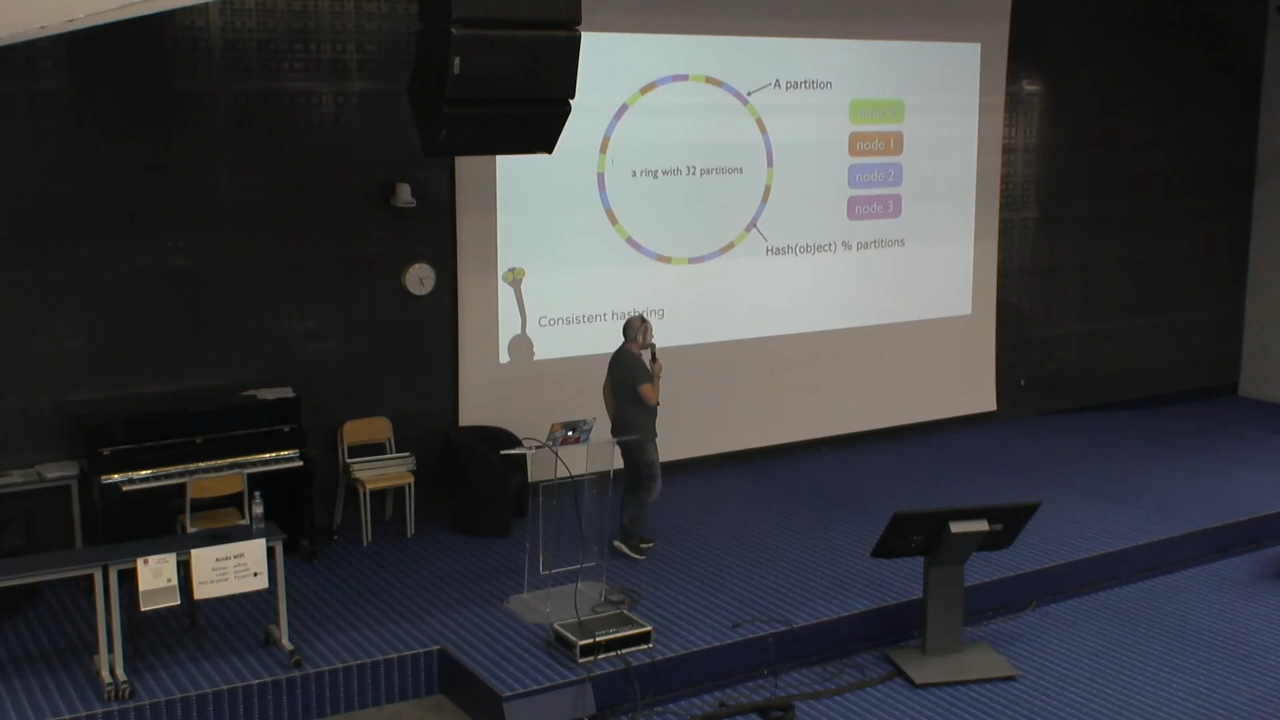 A partition
a ring with 32 partitions
node 1
node 2
node 3
Hash(object) % partitions
Consistent hashring
Accès Wifi